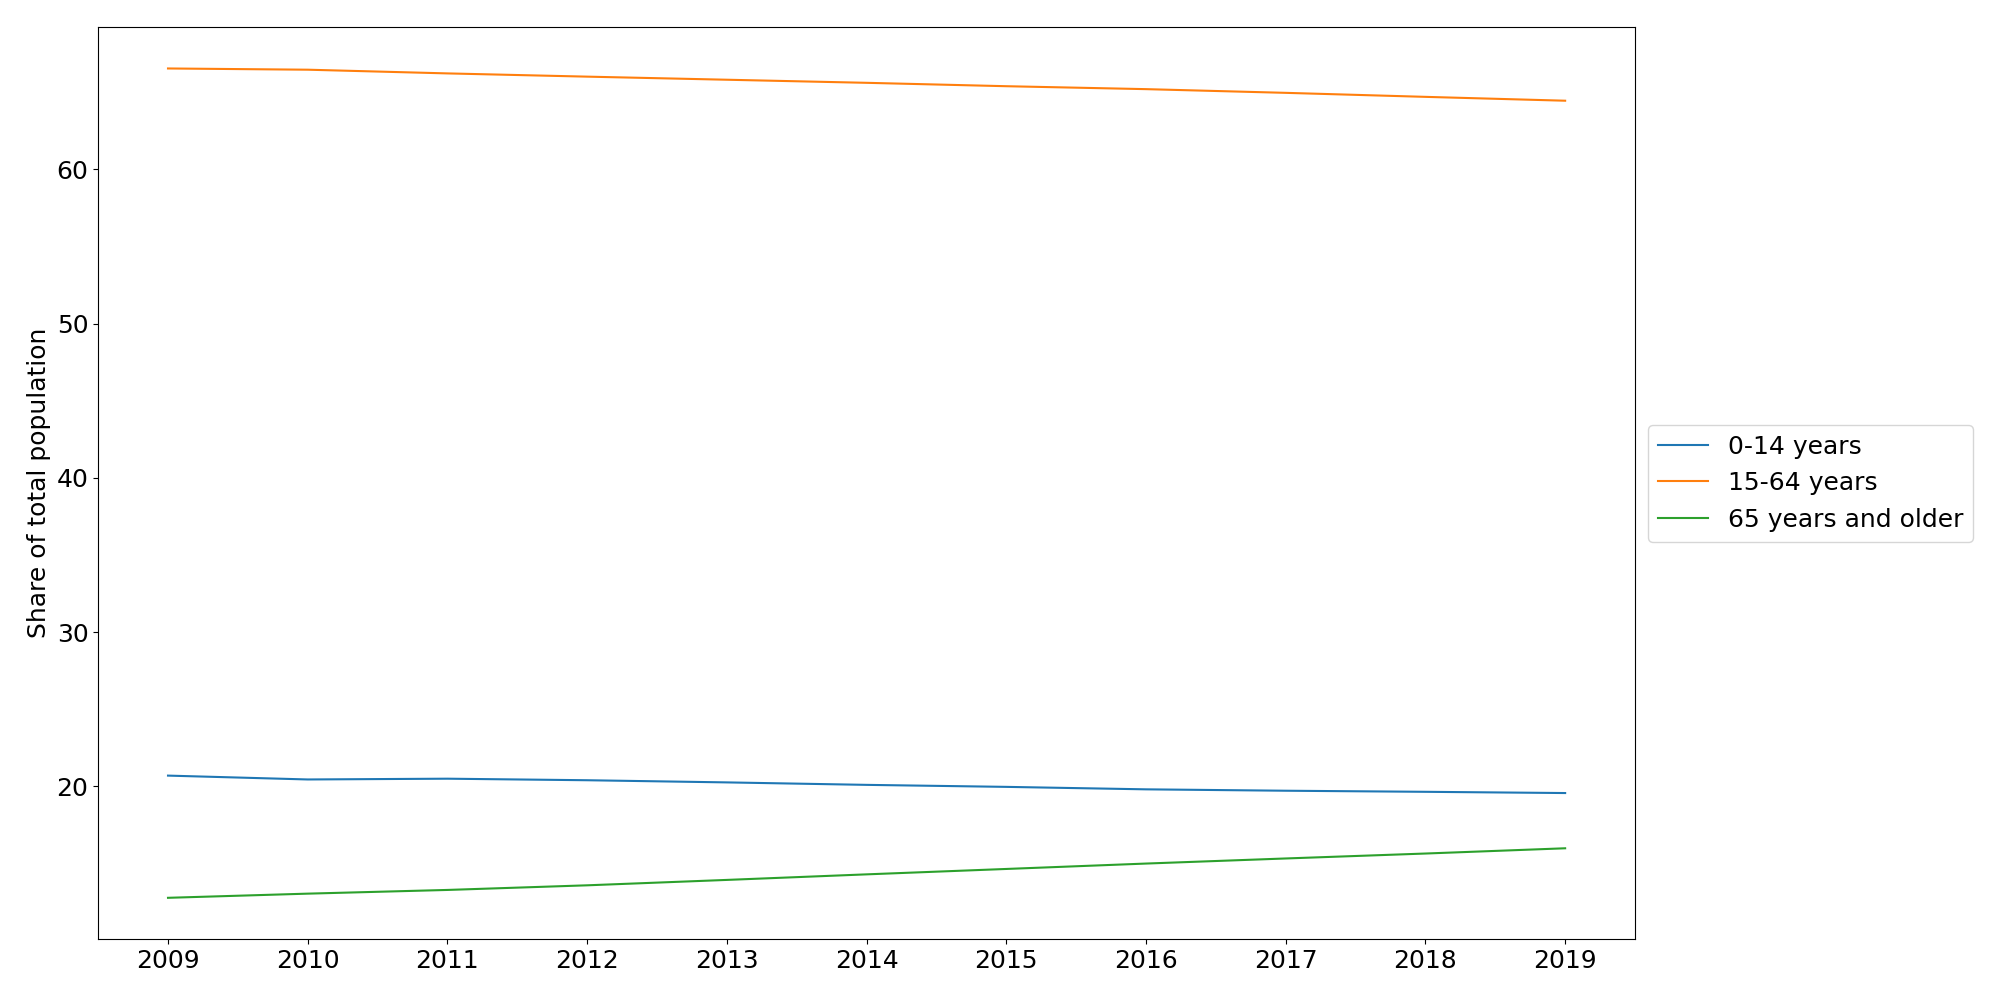 Share of total population
60
50
40
30
20
2009 2010 2011 2012 2013 2014 2015 2016 2017 2018 2019
0-14 years
15-64 years
65 years and older